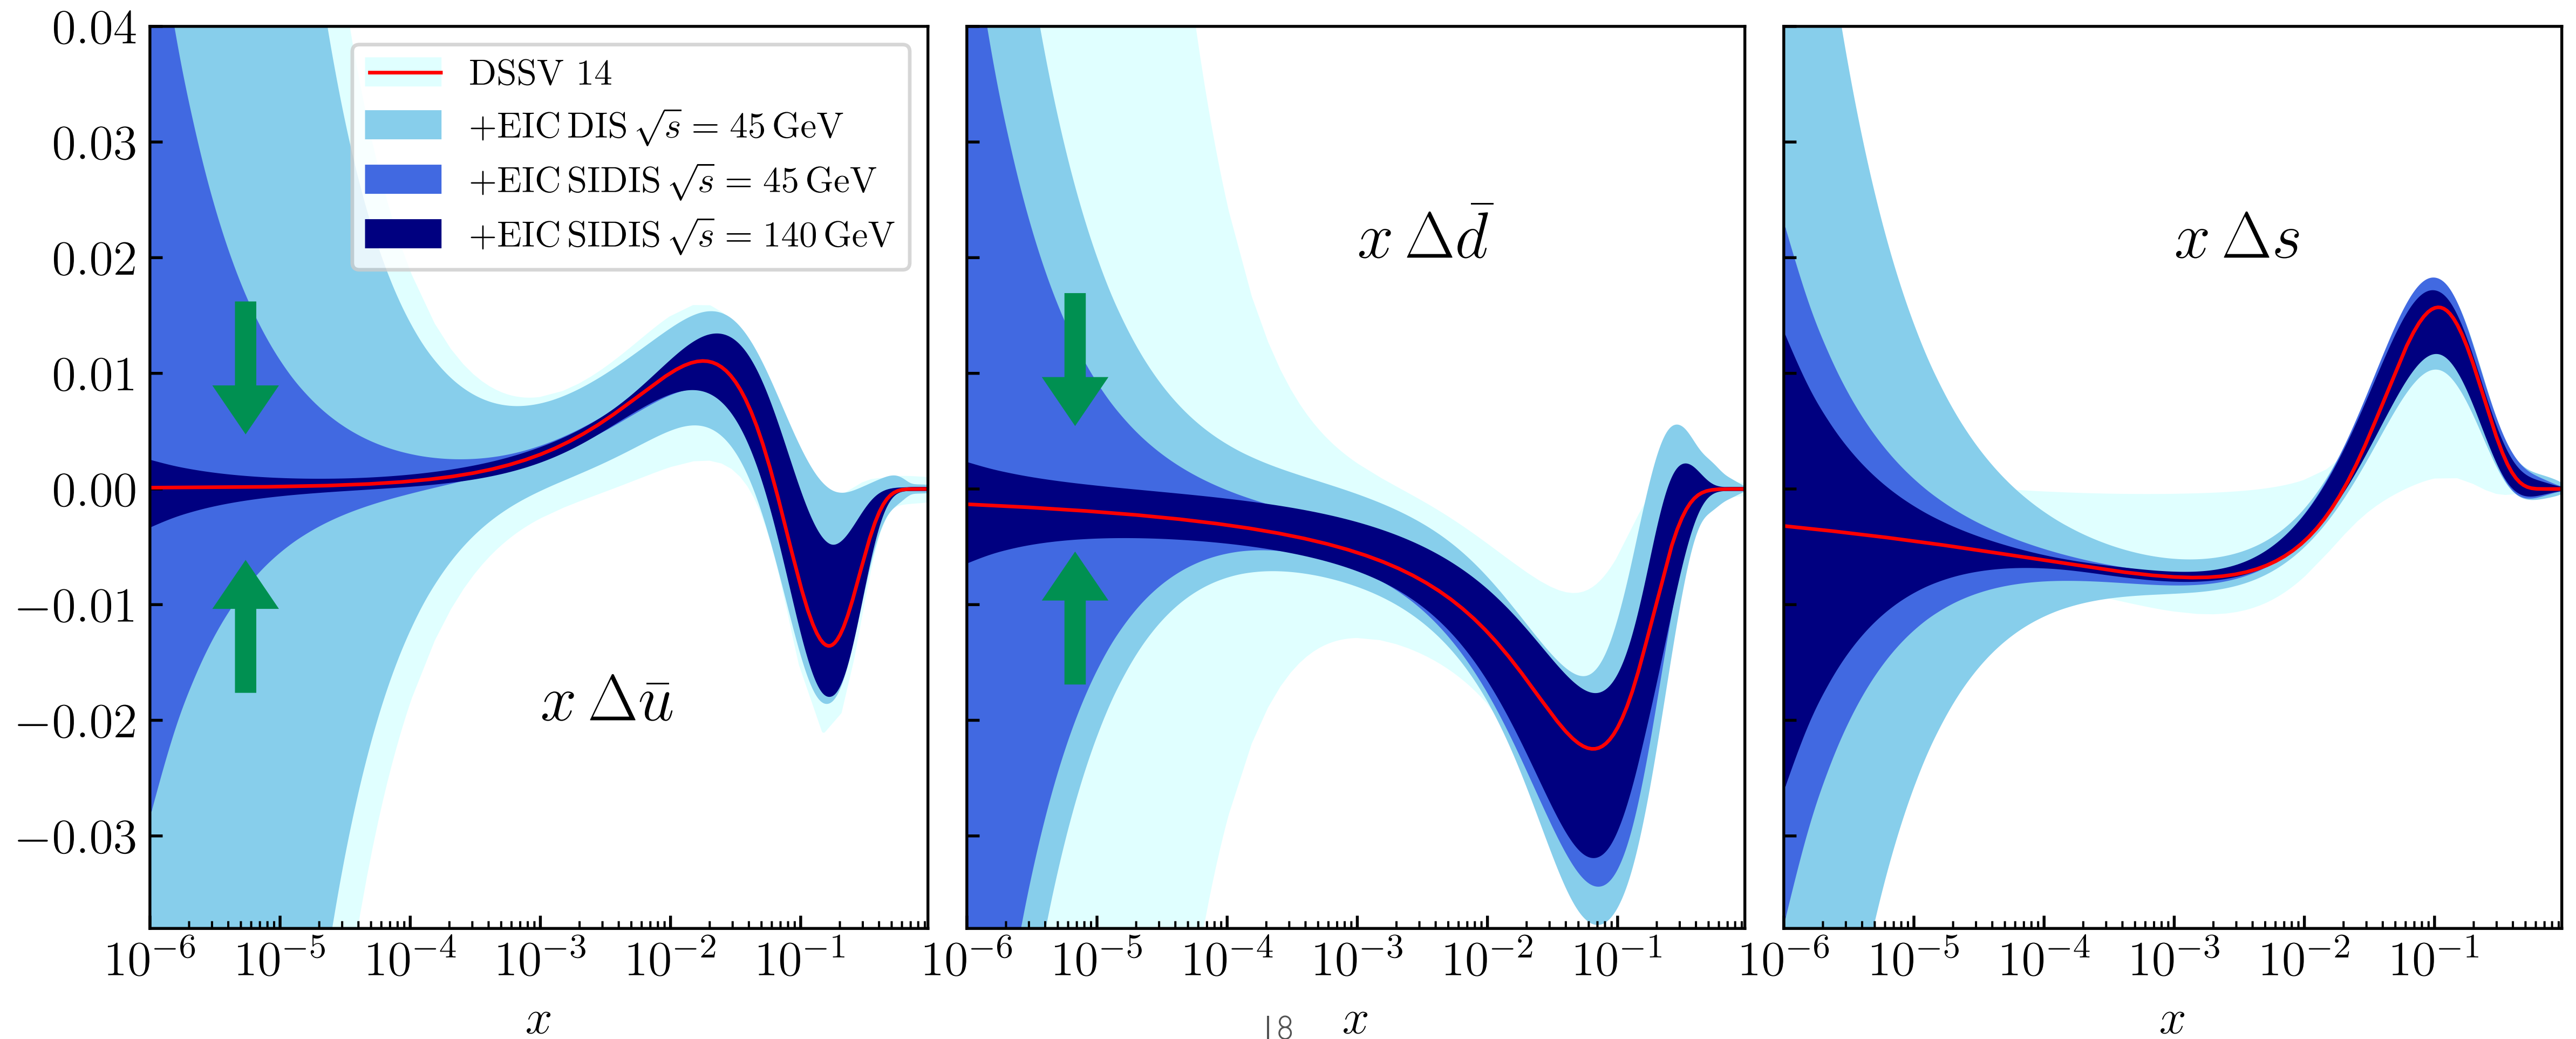 0.04
0.03
0.02
0.01
0.00
−0.01
−0.02
−0.03
DSSV 14
+EIC DIS √s = 45 GeV
+EIC SIDIS √s = 45 GeV
+EIC SIDIS √s = 140 GeV
x Δū
x Δd̄
x Δs
10⁻⁶ 10⁻⁵ 10⁻⁴ 10⁻³ 10⁻² 10⁻¹
10⁻⁶ 10⁻⁵ 10⁻⁴ 10⁻³ 10⁻² 10⁻¹
10⁻⁶ 10⁻⁵ 10⁻⁴ 10⁻³ 10⁻² 10⁻¹
x
18
x
x